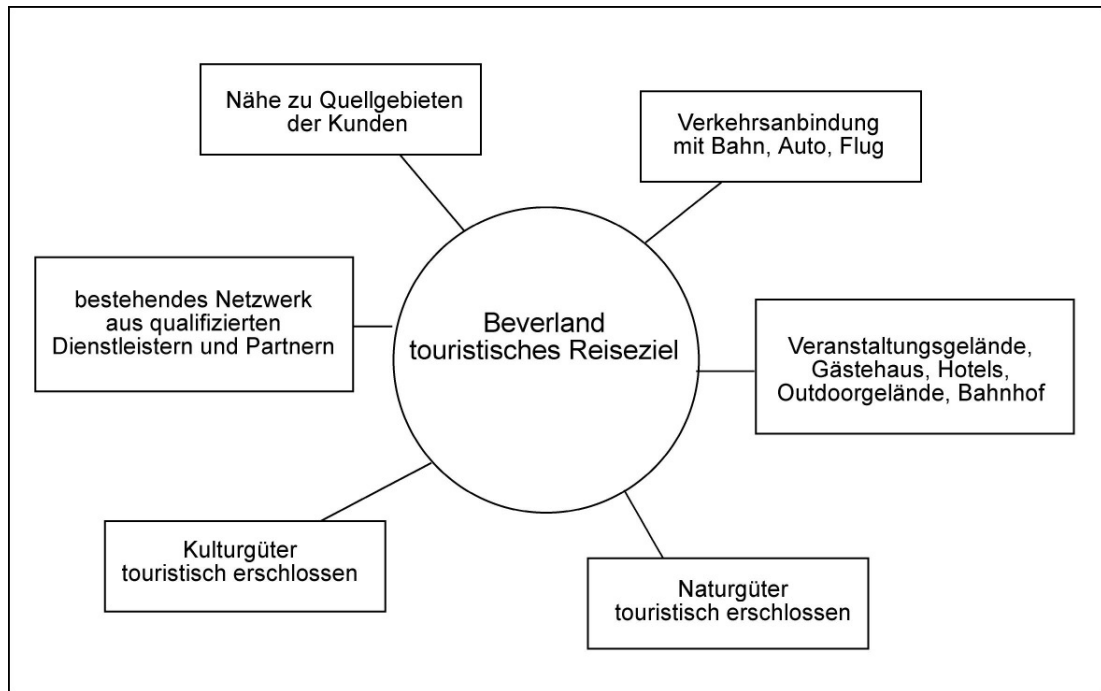 Nähe zu Quellgebieten
der Kunden
Verkehrsanbindung
mit Bahn, Auto, Flug
bestehendes Netzwerk
aus qualifizierten
Dienstleistern und Partnern
Beverland
touristisches Reiseziel
Veranstaltungsgelände,
Gästehaus, Hotels,
Outdoorgelände, Bahnhof
Kulturgüter
touristisch erschlossen
Naturgüter
touristisch erschlossen